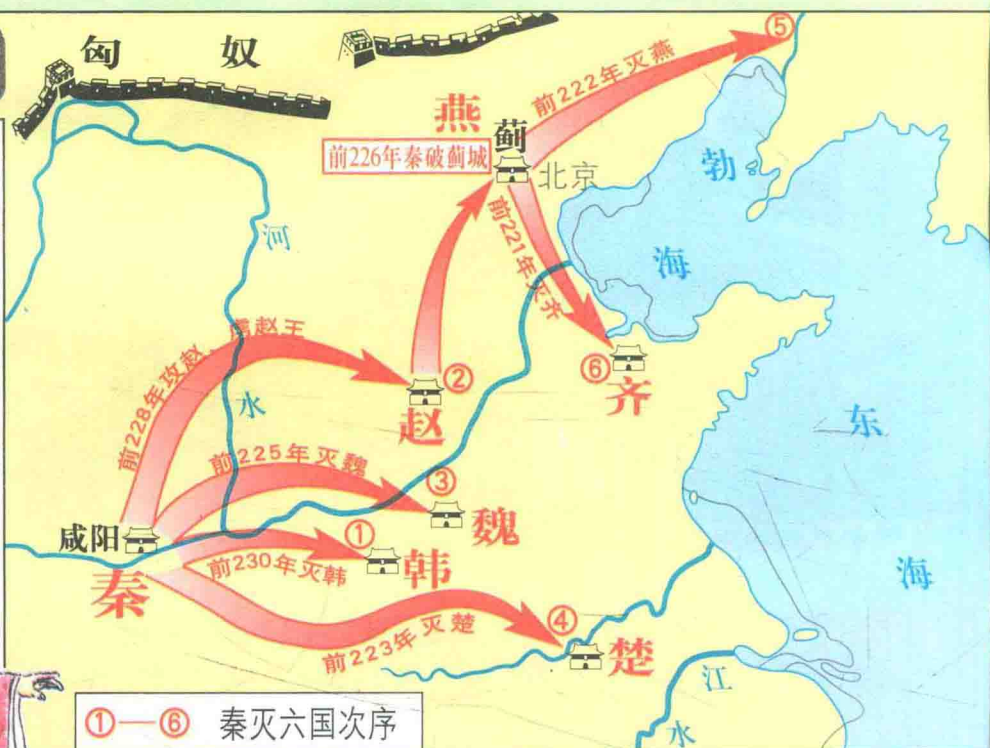 匈奴
⑤
前222年灭燕
燕
蓟
前226年秦破蓟城
北京
勃海
前221年灭齐
河水
前228年攻赵,虏赵王
②
赵
⑥
齐
东海
前225年灭魏
③
魏
咸阳
秦
①
前230年灭韩
韩
前223年灭楚
④
楚
江水
①—⑥ 秦灭六国次序